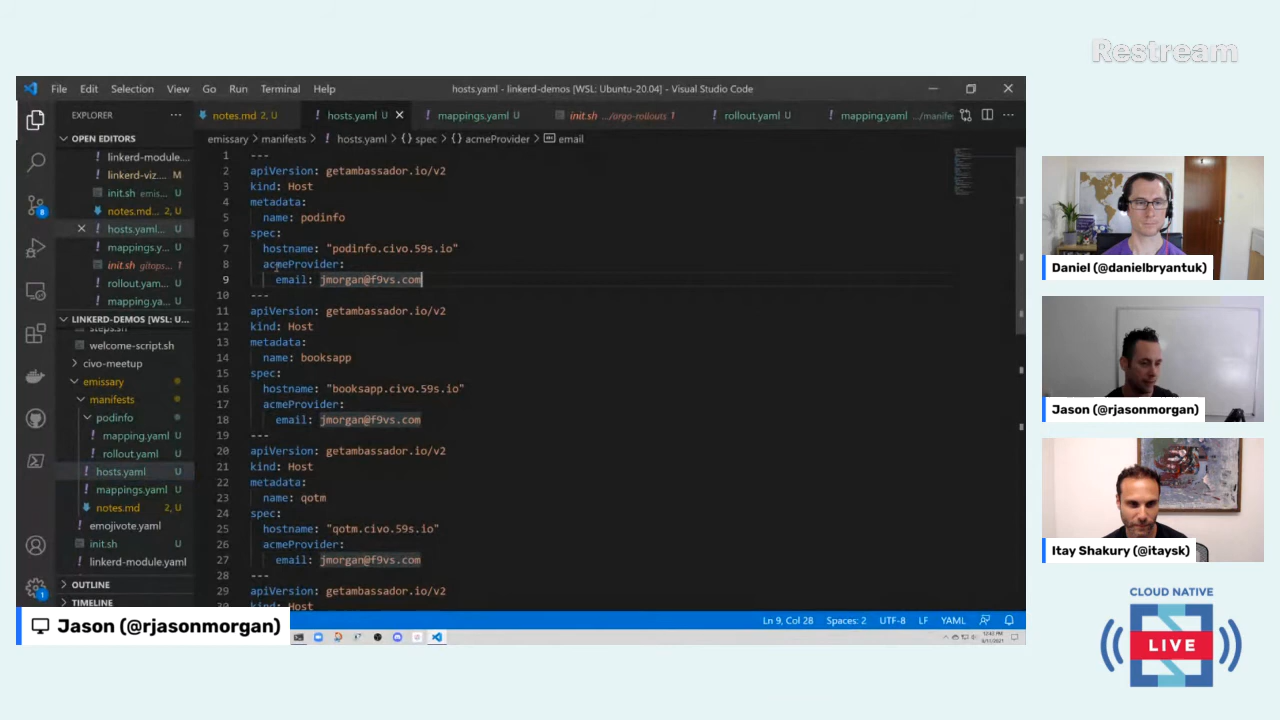 Restream
File Edit Selection View Go Run Terminal Help
hosts.yaml - linkerd-demos [WSL: Ubuntu-20.04] - Visual Studio Code
EXPLORER
notes.md 2, U
hosts.yaml U
mappings.yaml U
init.sh .../argo-rollouts 1
rollout.yaml U
mapping.yaml .../manife
emissary > manifests > hosts.yaml > {} spec > {} acmeProvider > email
OPEN EDITORS
linkerd-module....
linkerd-viz.... M
init.sh emis... U
notes.md... 2, U
hosts.yaml... U
mappings.y... U
init.sh gitops... 1
rollout.yam... U
mapping.ya... U
LINKERD-DEMOS [WSL: U...
steps.sh
welcome-script.sh
civo-meetup
emissary
manifests
podinfo
mapping.yaml U
rollout.yaml U
hosts.yaml U
mappings.yaml U
notes.md 2, U
emojivote.yaml
init.sh U
linkerd-module.yaml
OUTLINE
TIMELINE
8
1
1 ---
2 apiVersion: getambassador.io/v2
3 kind: Host
4 metadata:
5 name: podinfo
6 spec:
7 hostname: "podinfo.civo.59s.io"
8 acmeProvider:
9 email: jmorgan@f9vs.com
10 ---
11 apiVersion: getambassador.io/v2
12 kind: Host
13 metadata:
14 name: booksapp
15 spec:
16 hostname: "booksapp.civo.59s.io"
17 acmeProvider:
18 email: jmorgan@f9vs.com
19 ---
20 apiVersion: getambassador.io/v2
21 kind: Host
22 metadata:
23 name: qotm
24 spec:
25 hostname: "qotm.civo.59s.io"
26 acmeProvider:
27 email: jmorgan@f9vs.com
28 ---
29 apiVersion: getambassador.io/v2
30 kind: Host
Ln 9, Col 28 Spaces: 2 UTF-8 LF YAML
Jason (@rjasonmorgan)
Daniel (@danielbryantuk)
Jason (@rjasonmorgan)
Itay Shakury (@itaysk)
CLOUD NATIVE
LIVE